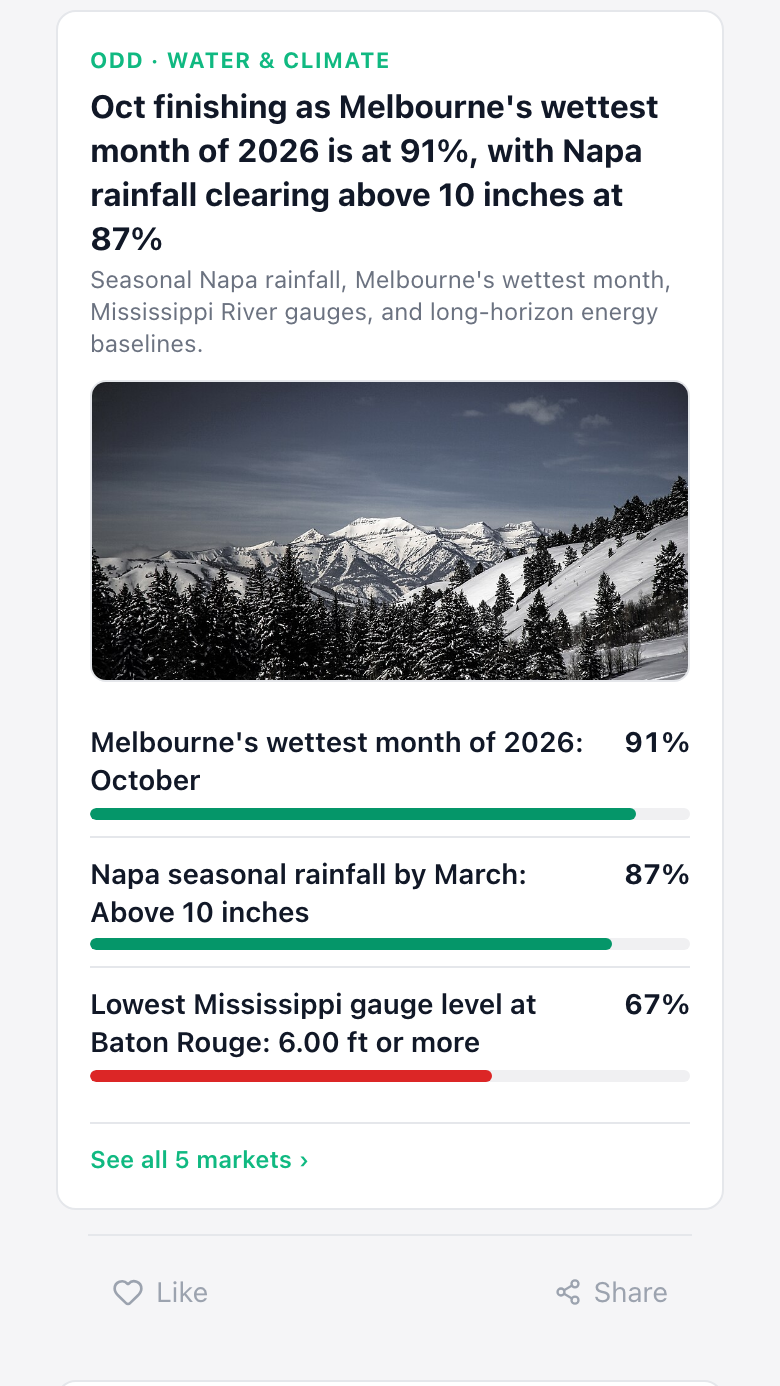 ODD · WATER & CLIMATE
Oct finishing as Melbourne's wettest
month of 2026 is at 91%, with Napa
rainfall clearing above 10 inches at
87%
Seasonal Napa rainfall, Melbourne's wettest month,
Mississippi River gauges, and long-horizon energy
baselines.
Melbourne's wettest month of 2026: 91%
October
Napa seasonal rainfall by March: 87%
Above 10 inches
Lowest Mississippi gauge level at 67%
Baton Rouge: 6.00 ft or more
See all 5 markets ›
Like Share